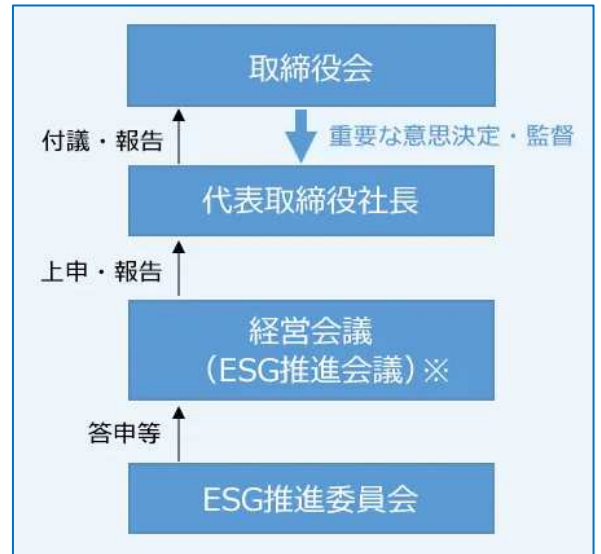 取締役会
付議・報告
重要な意思決定・監督
代表取締役社長
上申・報告
経営会議
（ESG推進会議）※
答申等
ESG推進委員会